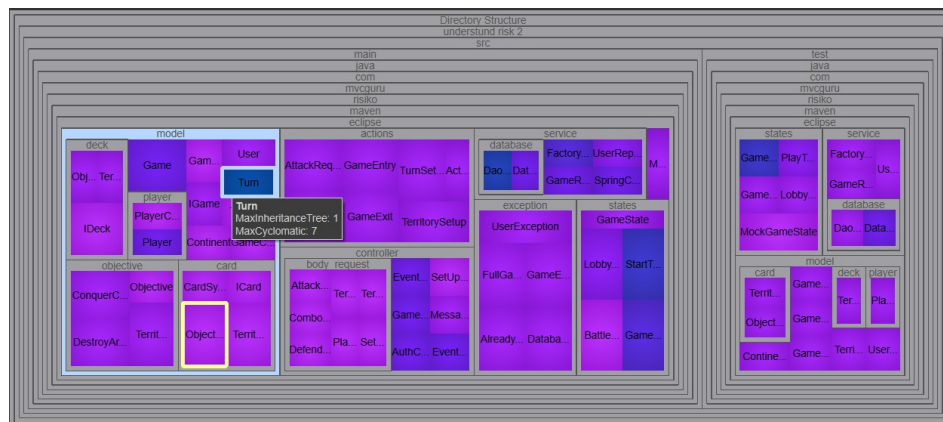 Directory Structure
understund risk 2
src
main
java
com
mvcguru
risiko
maven
eclipse
model
deck
Obj... Ter...
IDeck
Game
Gam...
User
Turn
player
PlayerC...
Player
IGame
ContinentGameC...
Turn
MaxInheritanceTree: 1
MaxCyclomatic: 7
objective
ConquerC...
Objective
DestroyAr...
Territ...
card
CardSy...
ICard
Object...
Territ...
actions
AttackReq...
GameEntry
TurnSet...
Act...
GameExit
TerritorySetup
controller
body_request
Attack...
Ter...
Ter...
Combo...
Defend...
Pla...
Set...
Event...
SetUp...
Game...
Messa...
AuthC...
Event...
service
database
Dao...
Dat...
Factory...
UserRep...
GameR...
SpringC...
M...
exception
UserException
FullGa...
GameE...
Already...
Databa...
states
GameState
Lobby...
StartT...
Battle...
Game...
test
java
com
mvcguru
risiko
maven
eclipse
states
Game...
PlayT...
Game...
Lobby...
MockGameState
service
Factory...
Us...
GameR...
database
Dao...
Data...
model
card
Territ...
Object...
Game...
Game...
deck
Ter...
player
Pla...
Contine...
Game...
Terri...
User...